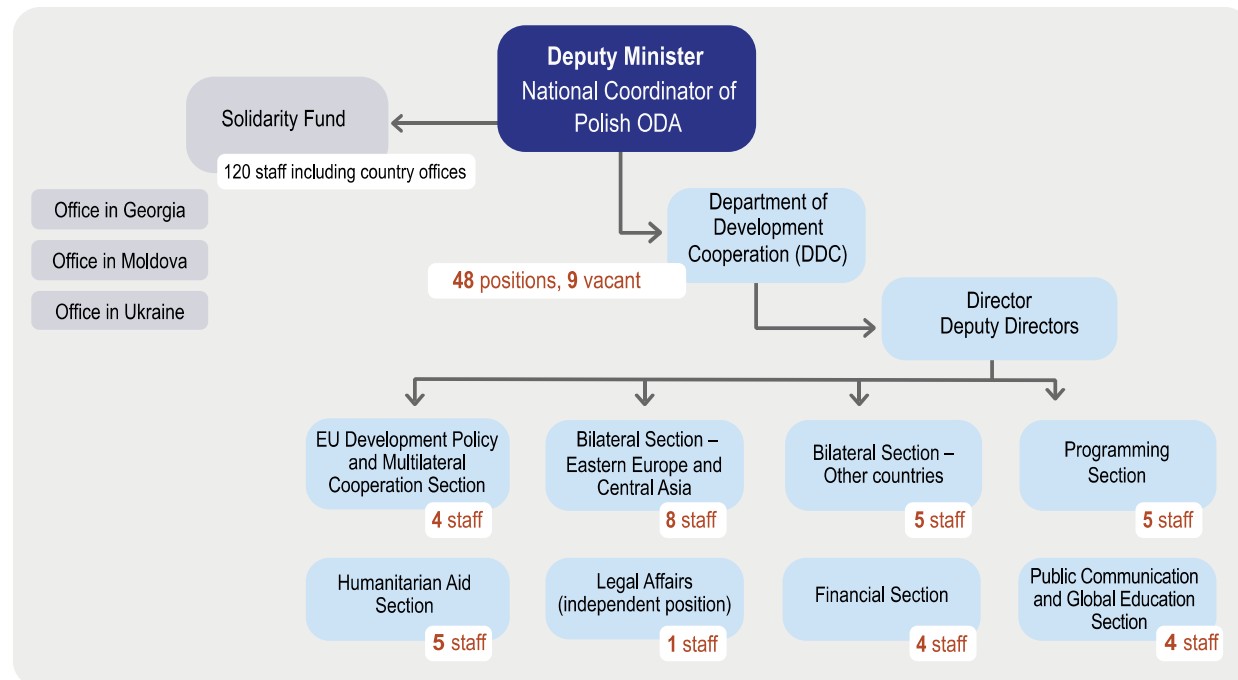 Deputy Minister
National Coordinator of
Polish ODA
Solidarity Fund
120 staff including country offices
Office in Georgia
Office in Moldova
Office in Ukraine
Department of
Development
Cooperation (DDC)
48 positions, 9 vacant
Director
Deputy Directors
EU Development Policy
and Multilateral
Cooperation Section
4 staff
Bilateral Section –
Eastern Europe and
Central Asia
8 staff
Bilateral Section –
Other countries
5 staff
Programming
Section
5 staff
Humanitarian Aid
Section
5 staff
Legal Affairs
(independent position)
1 staff
Financial Section
4 staff
Public Communication
and Global Education
Section
4 staff